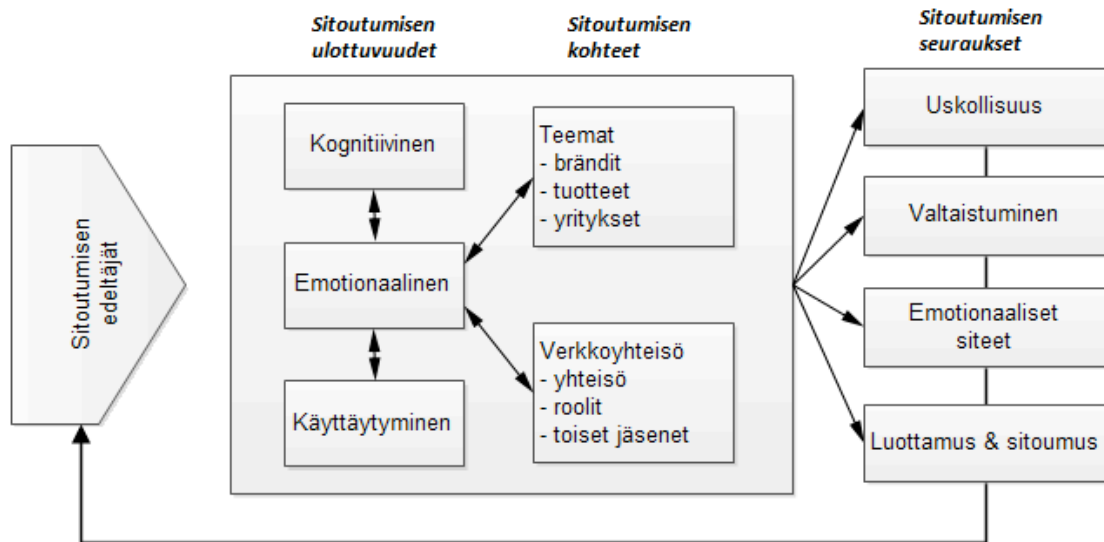 Sitoutumisen
ulottuvuudet
Sitoutumisen
kohteet
Sitoutumisen
seuraukset
Sitoutumisen
edeltäjät
Kognitiivinen
Emotionaalinen
Käyttäytyminen
Teemat
- brändit
- tuotteet
- yritykset
Verkkoyhteisö
- yhteisö
- roolit
- toiset jäsenet
Uskollisuus
Valtaistuminen
Emotionaaliset
siteet
Luottamus & sitoumus